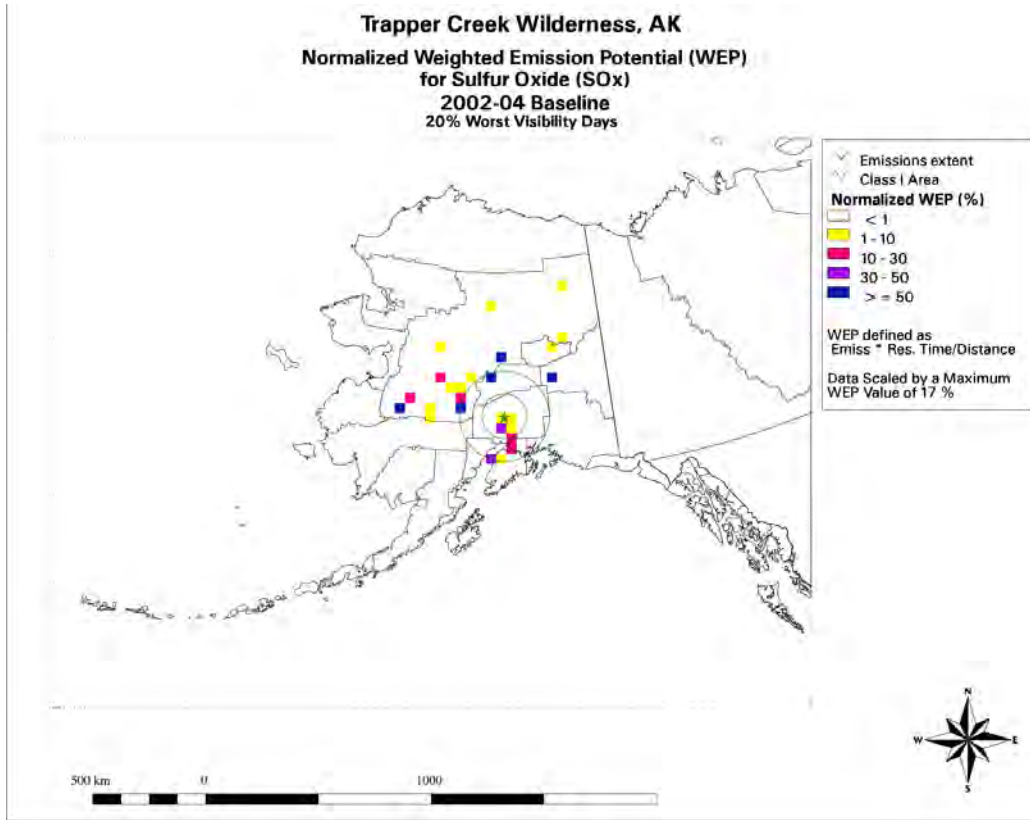 Trapper Creek Wilderness, AK
Normalized Weighted Emission Potential (WEP)
for Sulfur Oxide (SOx)
2002-04 Baseline
20% Worst Visibility Days
Emissions extent
Class I Area
Normalized WEP (%)
< 1
1 - 10
10 - 30
30 - 50
> = 50
WEP defined as
Emiss * Res. Time/Distance
Data Scaled by a Maximum
WEP Value of 17 %
N
W
E
S
500 km
0
1000